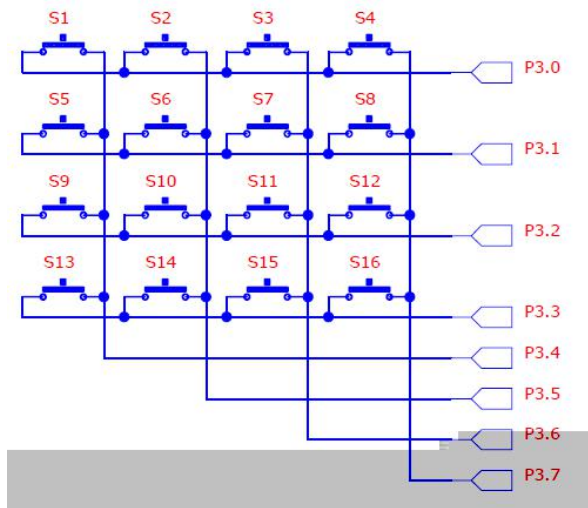 S1 S2 S3 S4
P3.0
S5 S6 S7 S8
P3.1
S9 S10 S11 S12
P3.2
S13 S14 S15 S16
P3.3
P3.4
P3.5
P3.6
P3.7